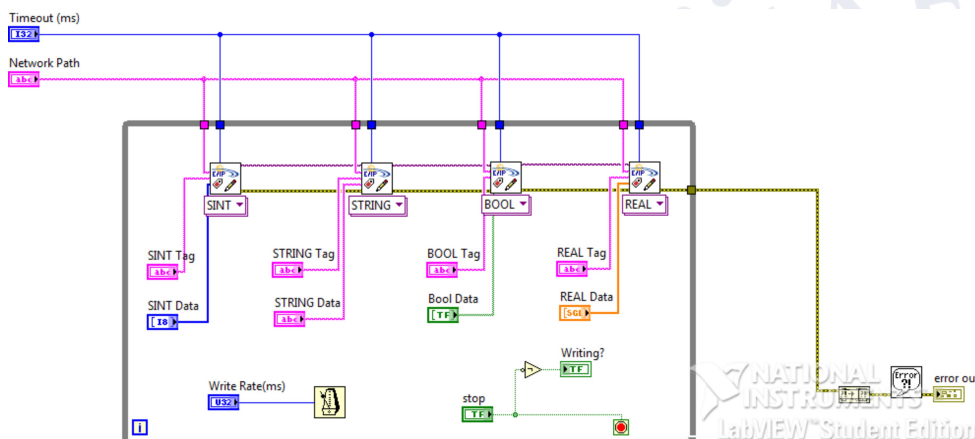 Timeout (ms)
I32
Network Path
abc
E/IP E/IP E/IP E/IP
SINT STRING BOOL REAL
SINT Tag STRING Tag BOOL Tag REAL Tag
abc abc abc abc
SINT Data STRING Data Bool Data REAL Data
I8 abc TF SGL
Writing?
TF
Write Rate(ms)
U32
stop
TF
i
Error
?!
error ou
NATIONAL
INSTRUMENTS
LabVIEW™ Student Edition